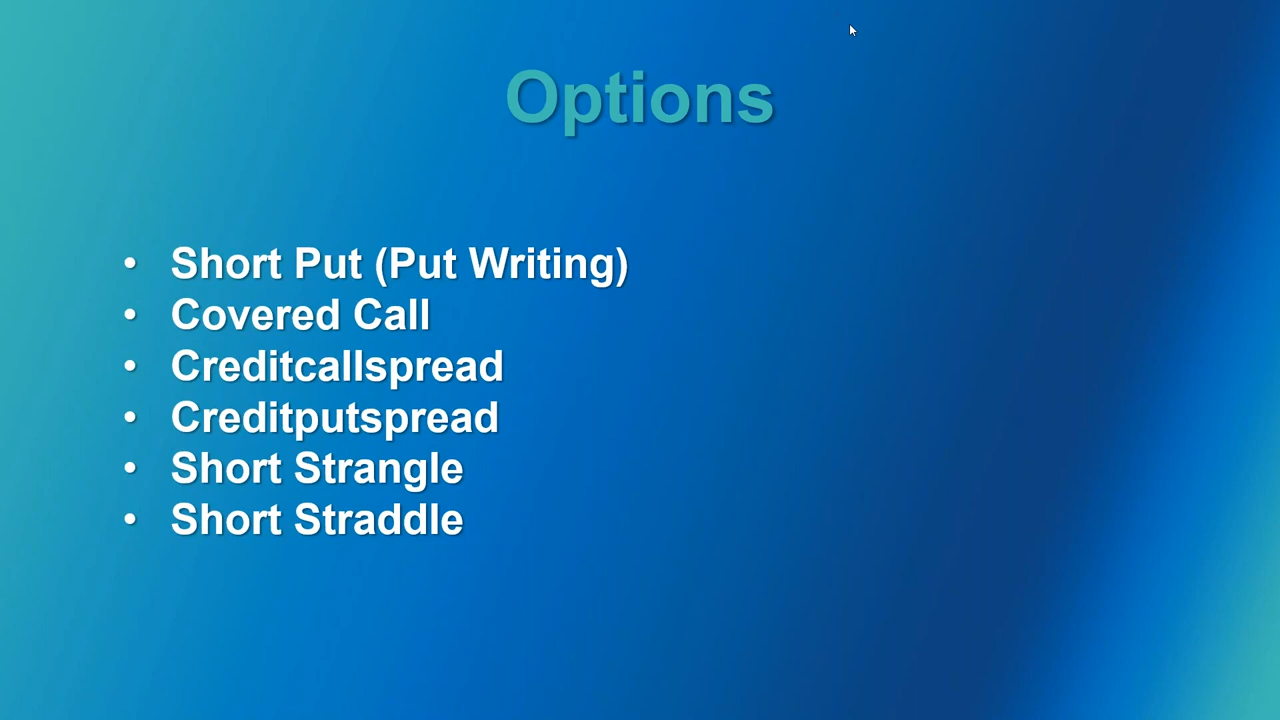 Options
• Short Put (Put Writing)
• Covered Call
• Creditcallspread
• Creditputspread
• Short Strangle
• Short Straddle